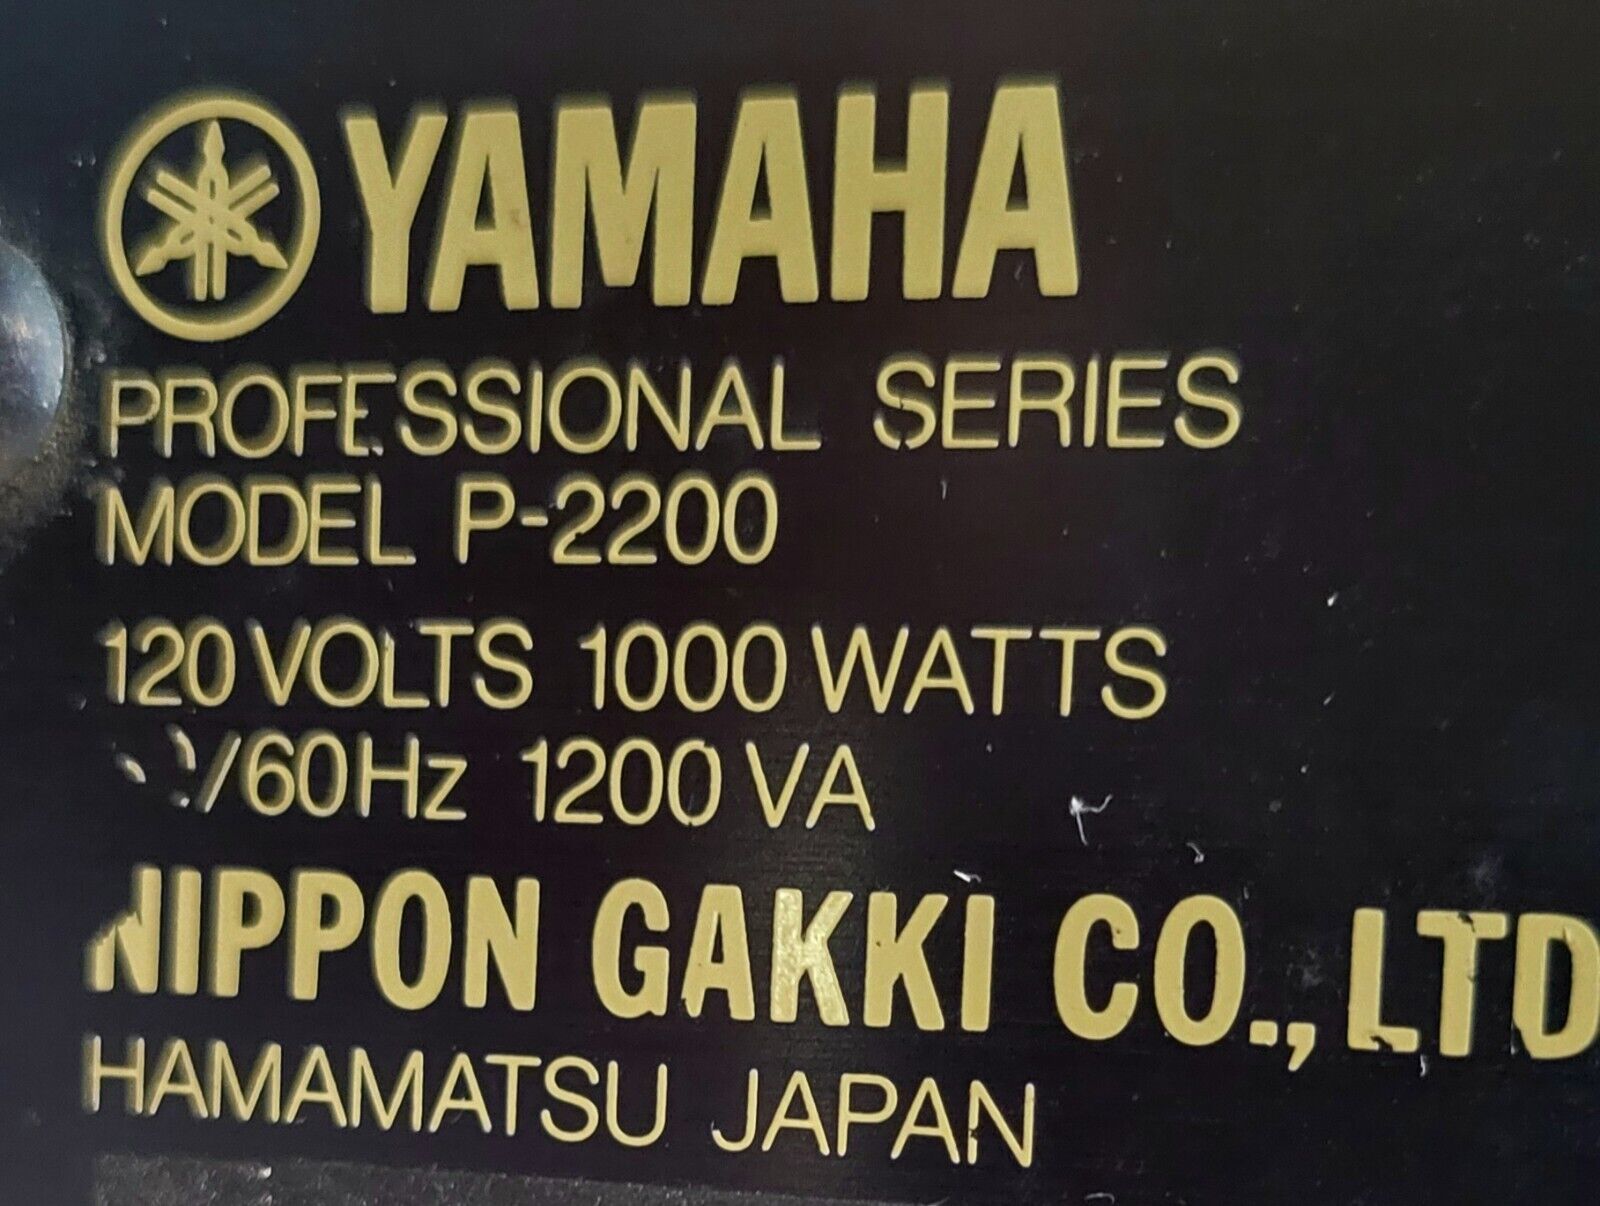 YAMAHA
PROFESSIONAL SERIES
MODEL P-2200
120 VOLTS 1000 WATTS
/60Hz 1200 VA
NIPPON GAKKI CO., LTD
HAMAMATSU JAPAN